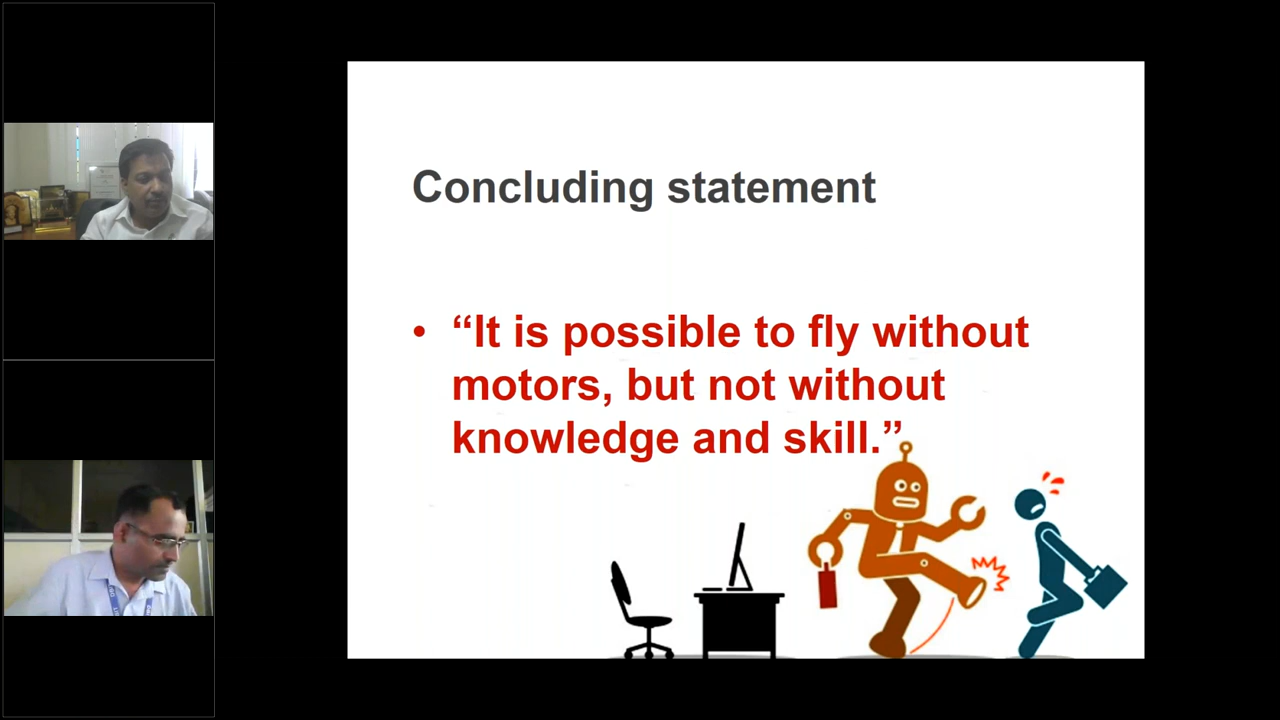 Concluding statement
• “It is possible to fly without
motors, but not without
knowledge and skill.”